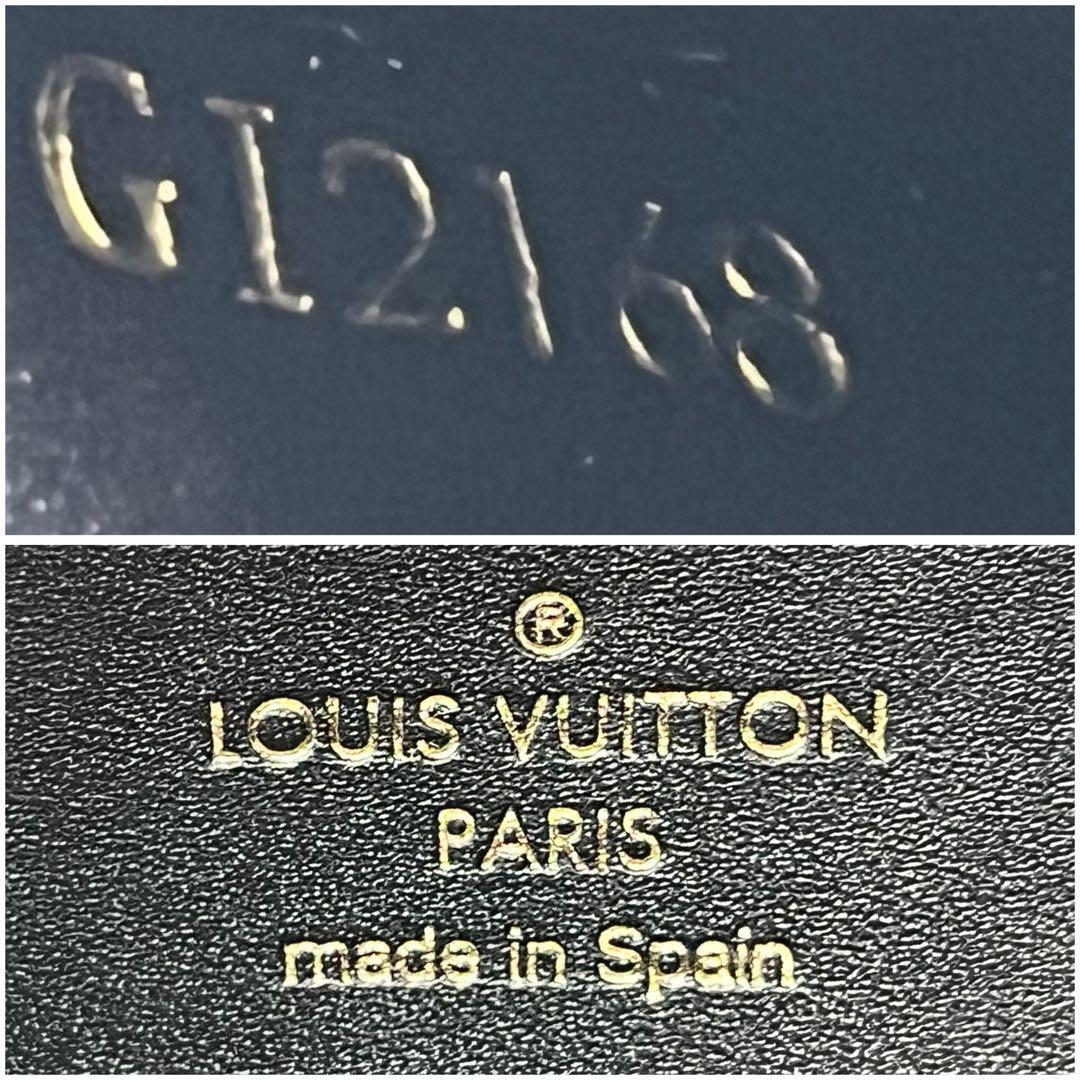 GI2168
®
LOUIS VUITTON
PARIS
made in Spain